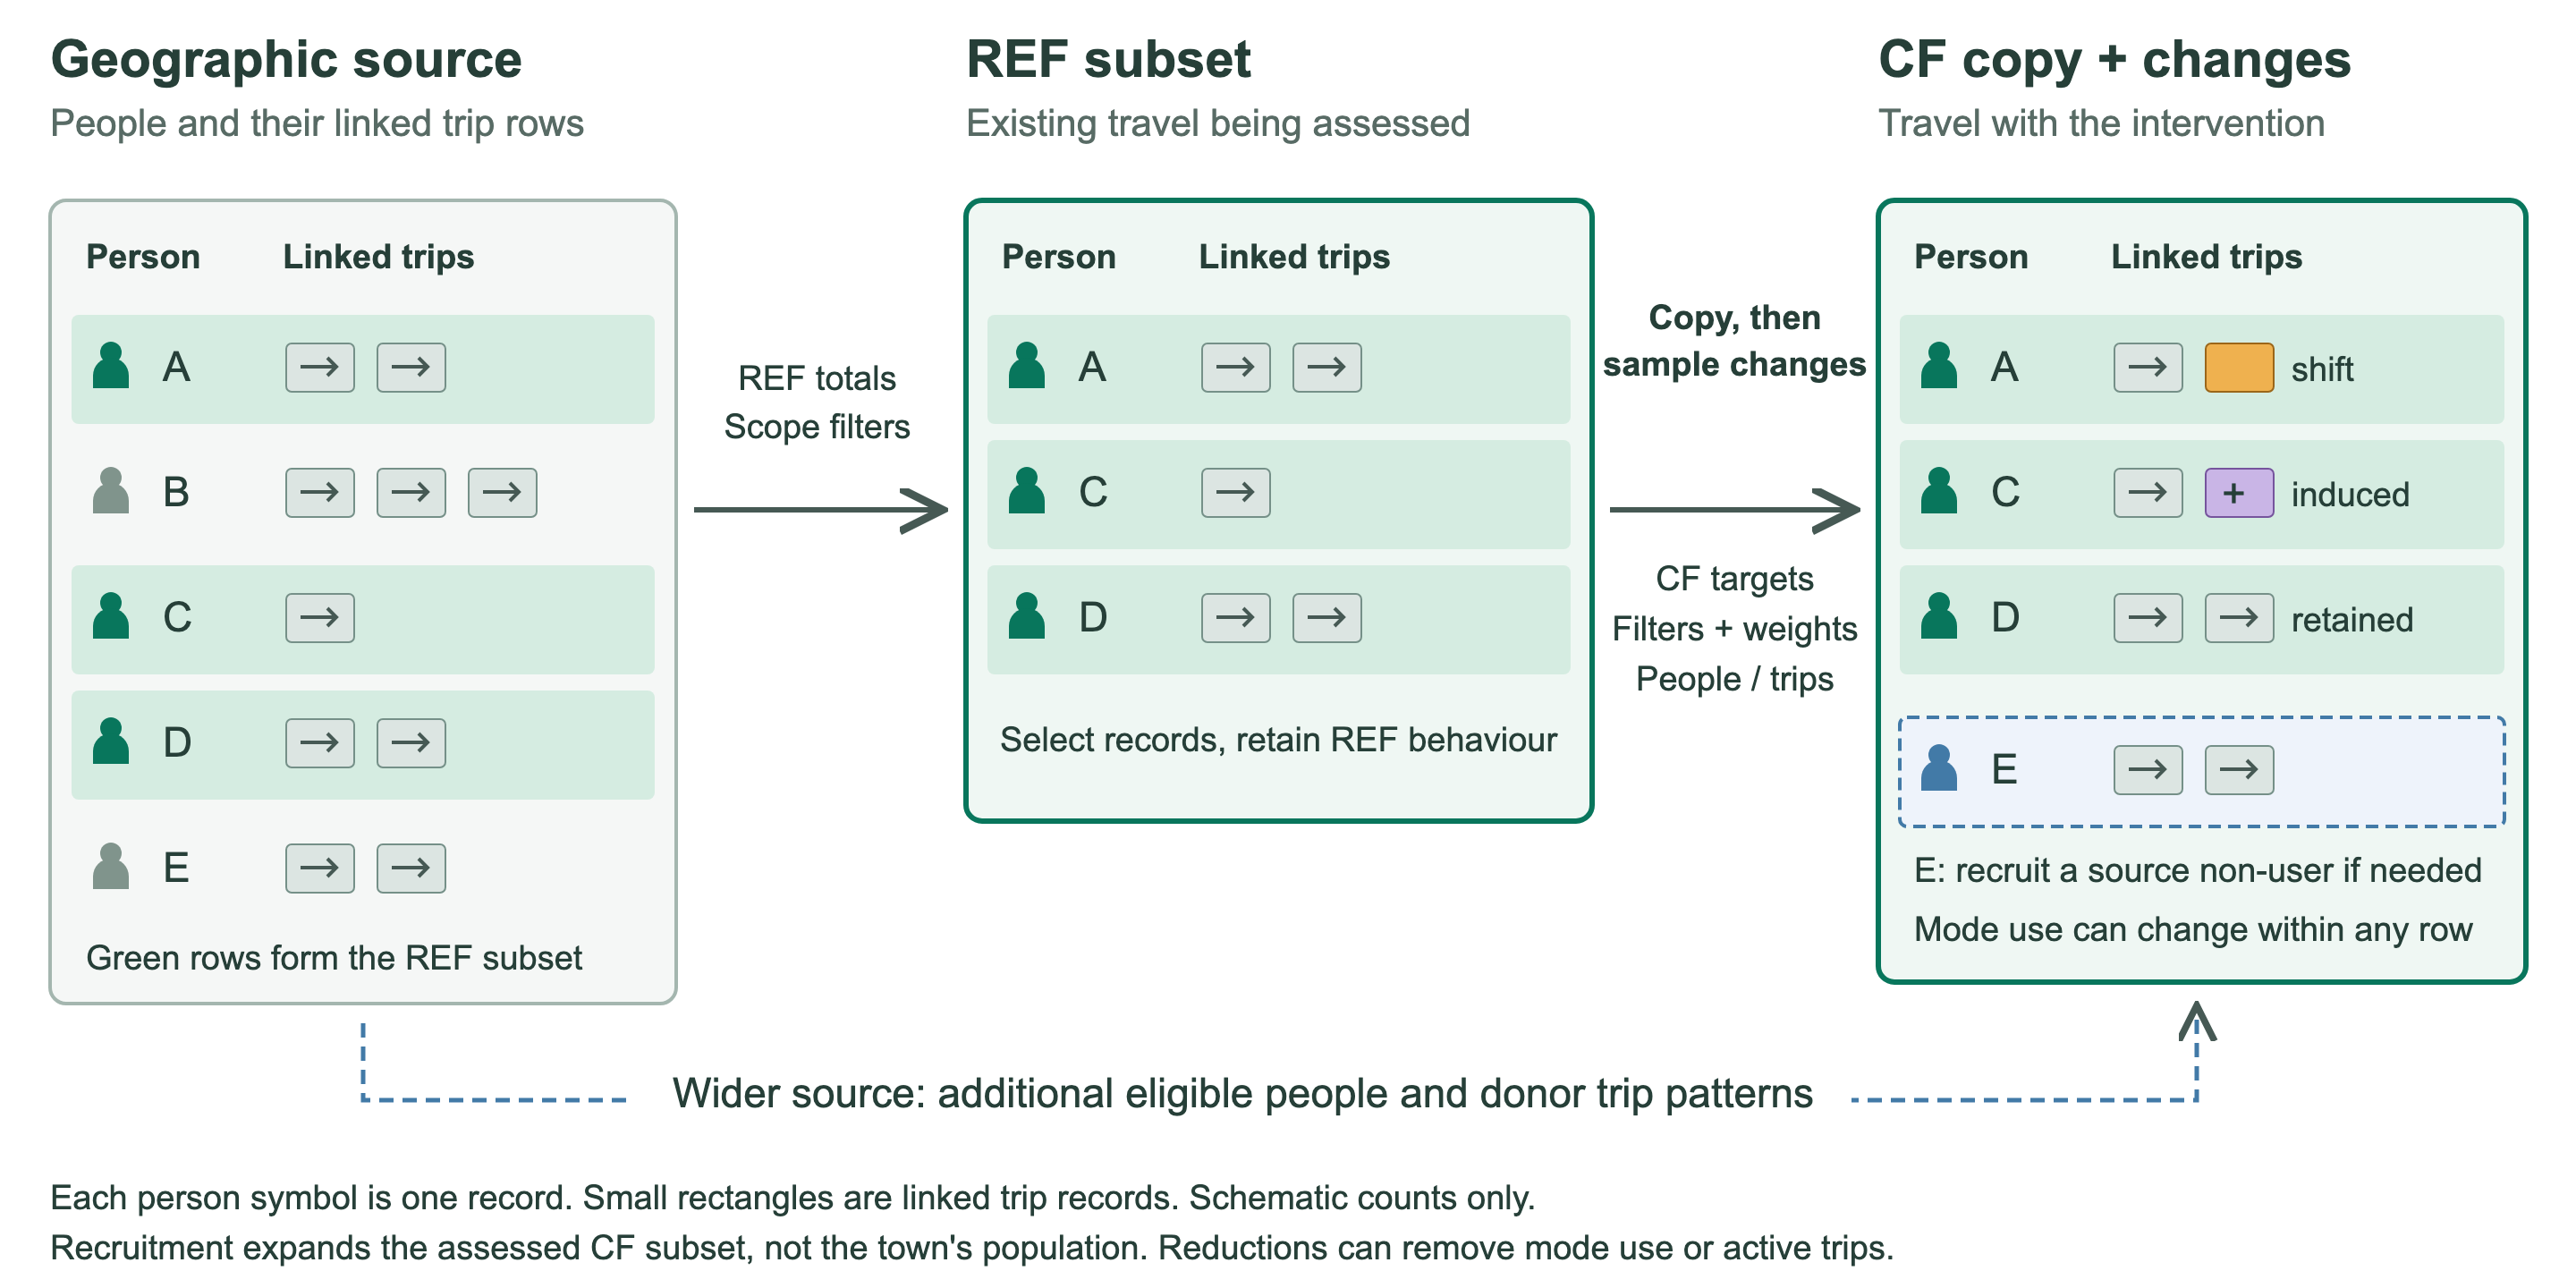 Geographic source
People and their linked trip rows
Person Linked trips
A → →
B → → →
C →
D → →
E → →
Green rows form the REF subset
REF totals
Scope filters
REF subset
Existing travel being assessed
Person Linked trips
A → →
C →
D → →
Select records, retain REF behaviour
Copy, then
sample changes
CF targets
Filters + weights
People / trips
CF copy + changes
Travel with the intervention
Person Linked trips
A → shift
C → + induced
D → → retained
E → →
E: recruit a source non-user if needed
Mode use can change within any row
Wider source: additional eligible people and donor trip patterns
Each person symbol is one record. Small rectangles are linked trip records. Schematic counts only.
Recruitment expands the assessed CF subset, not the town's population. Reductions can remove mode use or active trips.